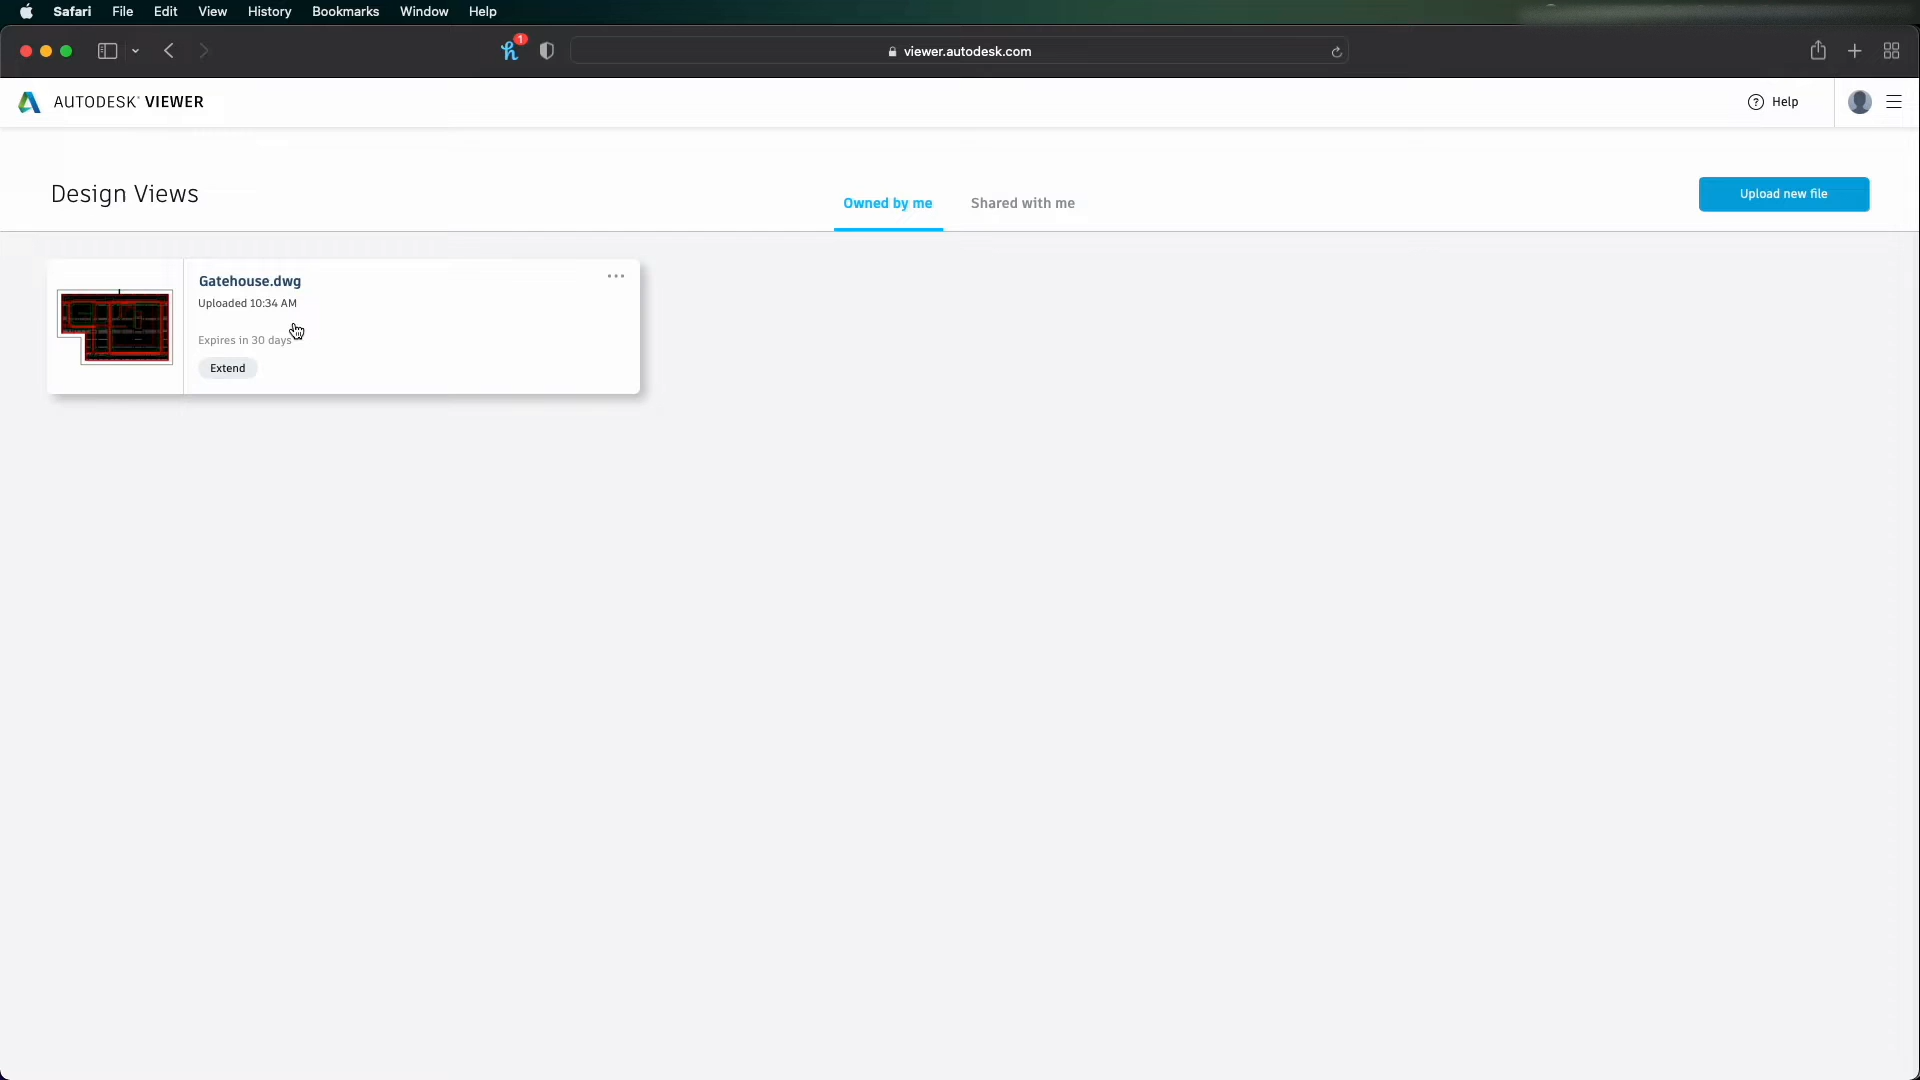 Safari File Edit View History Bookmarks Window Help
1
viewer.autodesk.com
AUTODESK® VIEWER
? Help
Design Views
Owned by me
Shared with me
Upload new file
Gatehouse.dwg
Uploaded 10:34 AM
Expires in 30 days
Extend